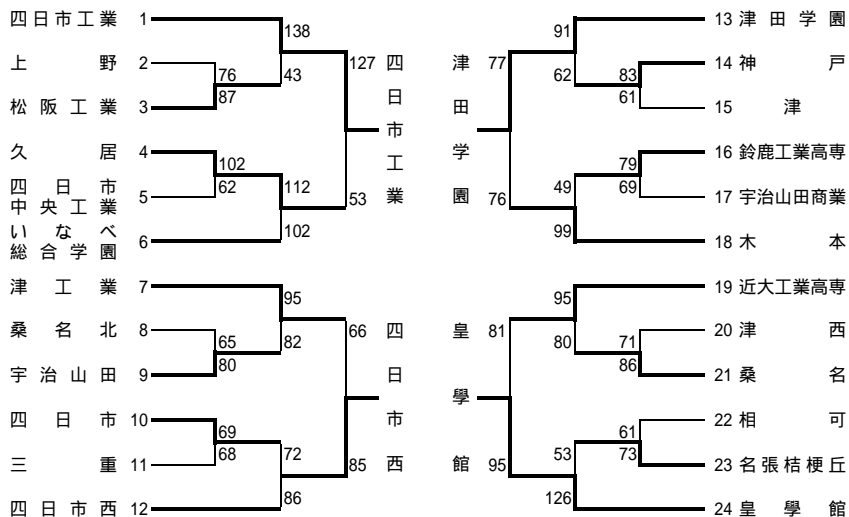 四日市工業 1
138
上野 2
76
43
87
松阪工業 3
127
四日市工業
久居 4
102
62
四日市中央工業 5
112
53
102
いなべ総合学園 6
津工業 7
95
桑名北 8
65
82
80
宇治山田 9
66
四日市西
四日市 10
69
68
三重 11
72
85
86
四日市西 12
13 津田学園
91
77
津田学園
62
14 神戸
83
61
15 津
16 鈴鹿工業高専
79
69
49
76
17 宇治山田商業
99
18 木本
19 近大工業高専
95
81
皇學館
80
20 津西
71
86
21 桑名
22 相可
61
73
53
95
23 名張桔梗丘
126
24 皇學館